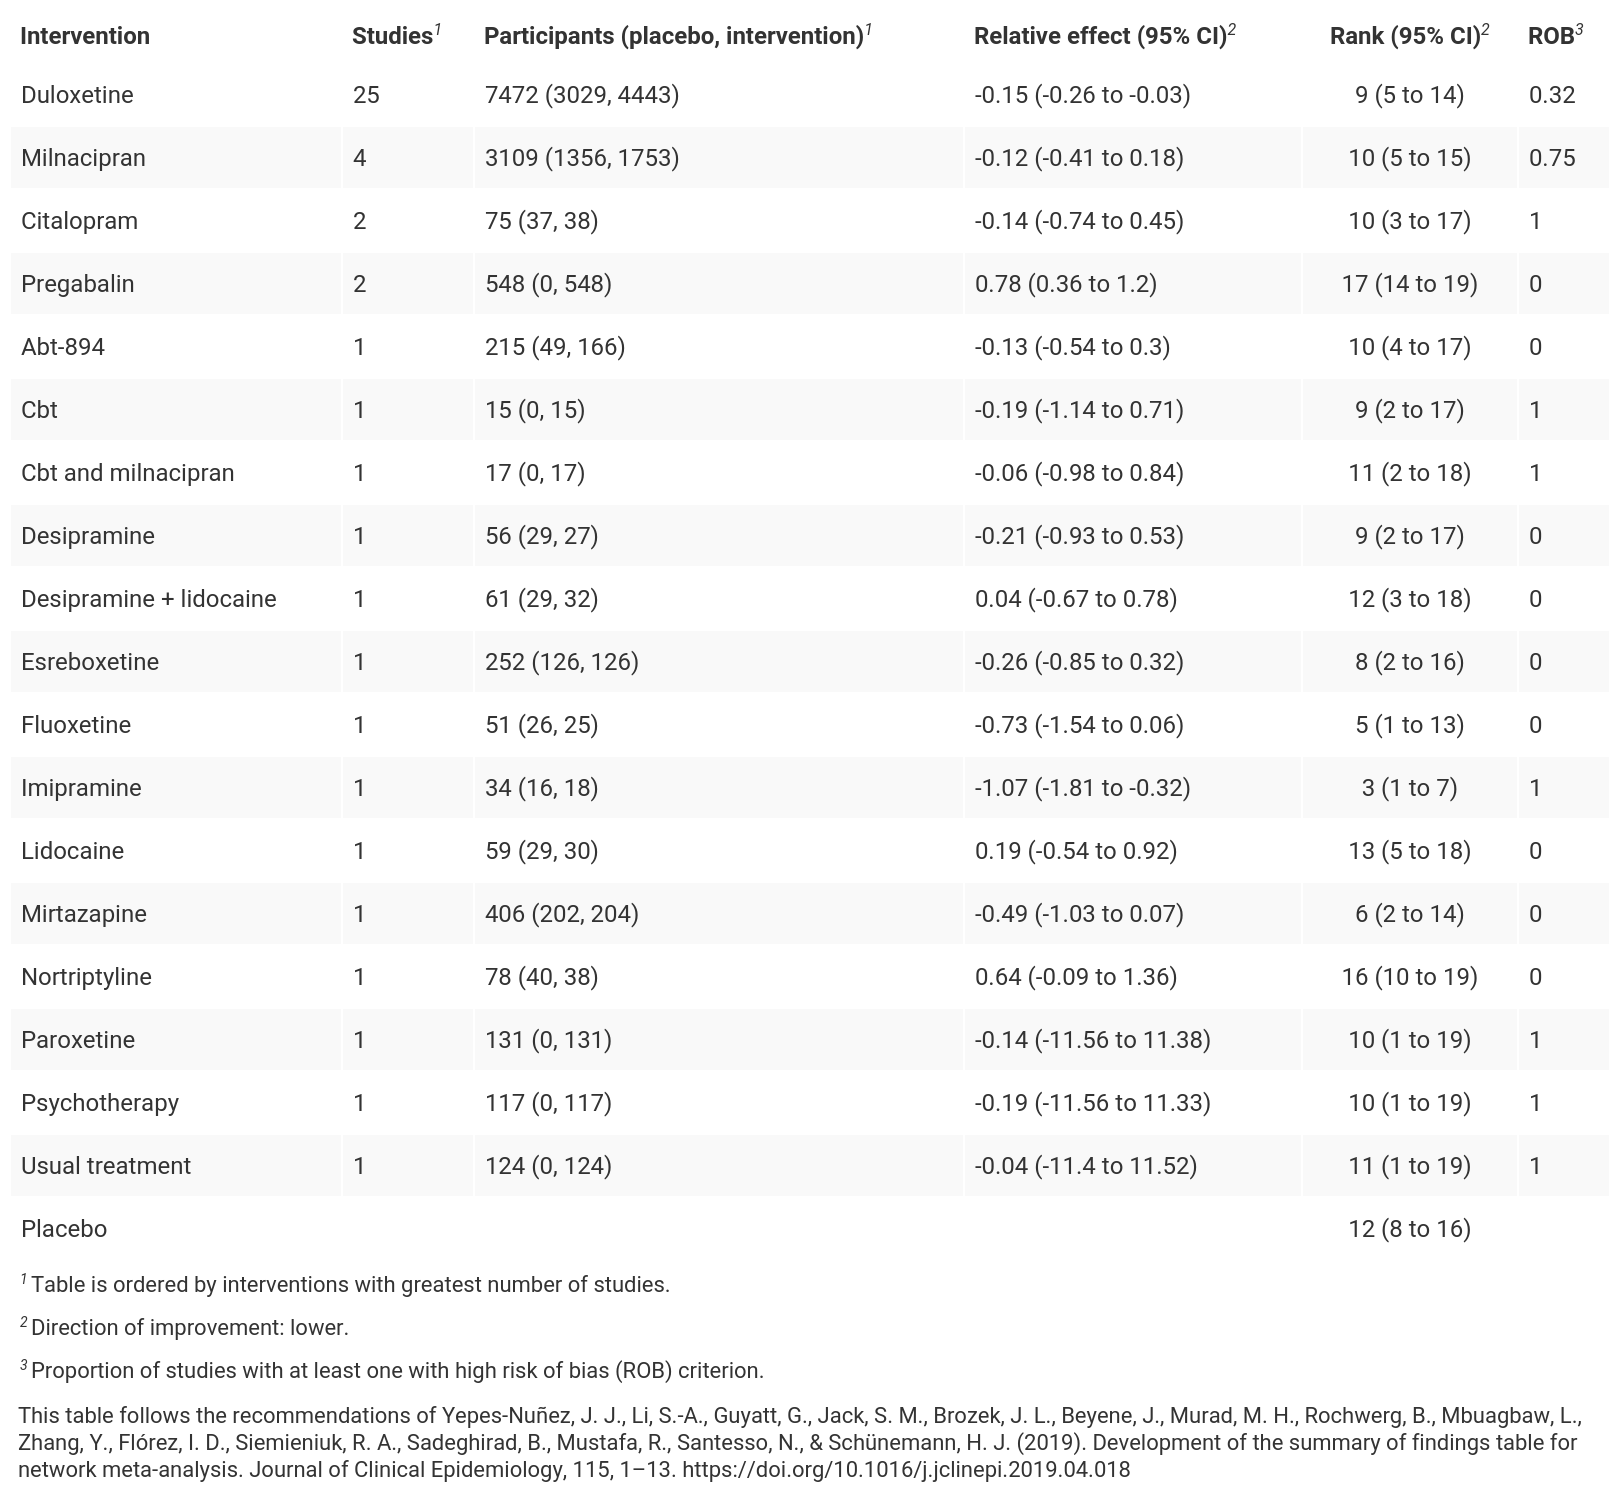 Intervention Studies1 Participants (placebo, intervention)1 Relative effect (95% CI)2 Rank (95% CI)2 ROB3
Duloxetine 25 7472 (3029, 4443) -0.15 (-0.26 to -0.03) 9 (5 to 14) 0.32
Milnacipran 4 3109 (1356, 1753) -0.12 (-0.41 to 0.18) 10 (5 to 15) 0.75
Citalopram 2 75 (37, 38) -0.14 (-0.74 to 0.45) 10 (3 to 17) 1
Pregabalin 2 548 (0, 548) 0.78 (0.36 to 1.2) 17 (14 to 19) 0
Abt-894 1 215 (49, 166) -0.13 (-0.54 to 0.3) 10 (4 to 17) 0
Cbt 1 15 (0, 15) -0.19 (-1.14 to 0.71) 9 (2 to 17) 1
Cbt and milnacipran 1 17 (0, 17) -0.06 (-0.98 to 0.84) 11 (2 to 18) 1
Desipramine 1 56 (29, 27) -0.21 (-0.93 to 0.53) 9 (2 to 17) 0
Desipramine + lidocaine 1 61 (29, 32) 0.04 (-0.67 to 0.78) 12 (3 to 18) 0
Esreboxetine 1 252 (126, 126) -0.26 (-0.85 to 0.32) 8 (2 to 16) 0
Fluoxetine 1 51 (26, 25) -0.73 (-1.54 to 0.06) 5 (1 to 13) 0
Imipramine 1 34 (16, 18) -1.07 (-1.81 to -0.32) 3 (1 to 7) 1
Lidocaine 1 59 (29, 30) 0.19 (-0.54 to 0.92) 13 (5 to 18) 0
Mirtazapine 1 406 (202, 204) -0.49 (-1.03 to 0.07) 6 (2 to 14) 0
Nortriptyline 1 78 (40, 38) 0.64 (-0.09 to 1.36) 16 (10 to 19) 0
Paroxetine 1 131 (0, 131) -0.14 (-11.56 to 11.38) 10 (1 to 19) 1
Psychotherapy 1 117 (0, 117) -0.19 (-11.56 to 11.33) 10 (1 to 19) 1
Usual treatment 1 124 (0, 124) -0.04 (-11.4 to 11.52) 11 (1 to 19) 1
Placebo 12 (8 to 16)
1 Table is ordered by interventions with greatest number of studies.
2 Direction of improvement: lower.
3 Proportion of studies with at least one with high risk of bias (ROB) criterion.
This table follows the recommendations of Yepes-Nuñez, J. J., Li, S.-A., Guyatt, G., Jack, S. M., Brozek, J. L., Beyene, J., Murad, M. H., Rochwerg, B., Mbuagbaw, L.,
Zhang, Y., Flórez, I. D., Siemieniuk, R. A., Sadeghirad, B., Mustafa, R., Santesso, N., & Schünemann, H. J. (2019). Development of the summary of findings table for
network meta-analysis. Journal of Clinical Epidemiology, 115, 1–13. https://doi.org/10.1016/j.jclinepi.2019.04.018